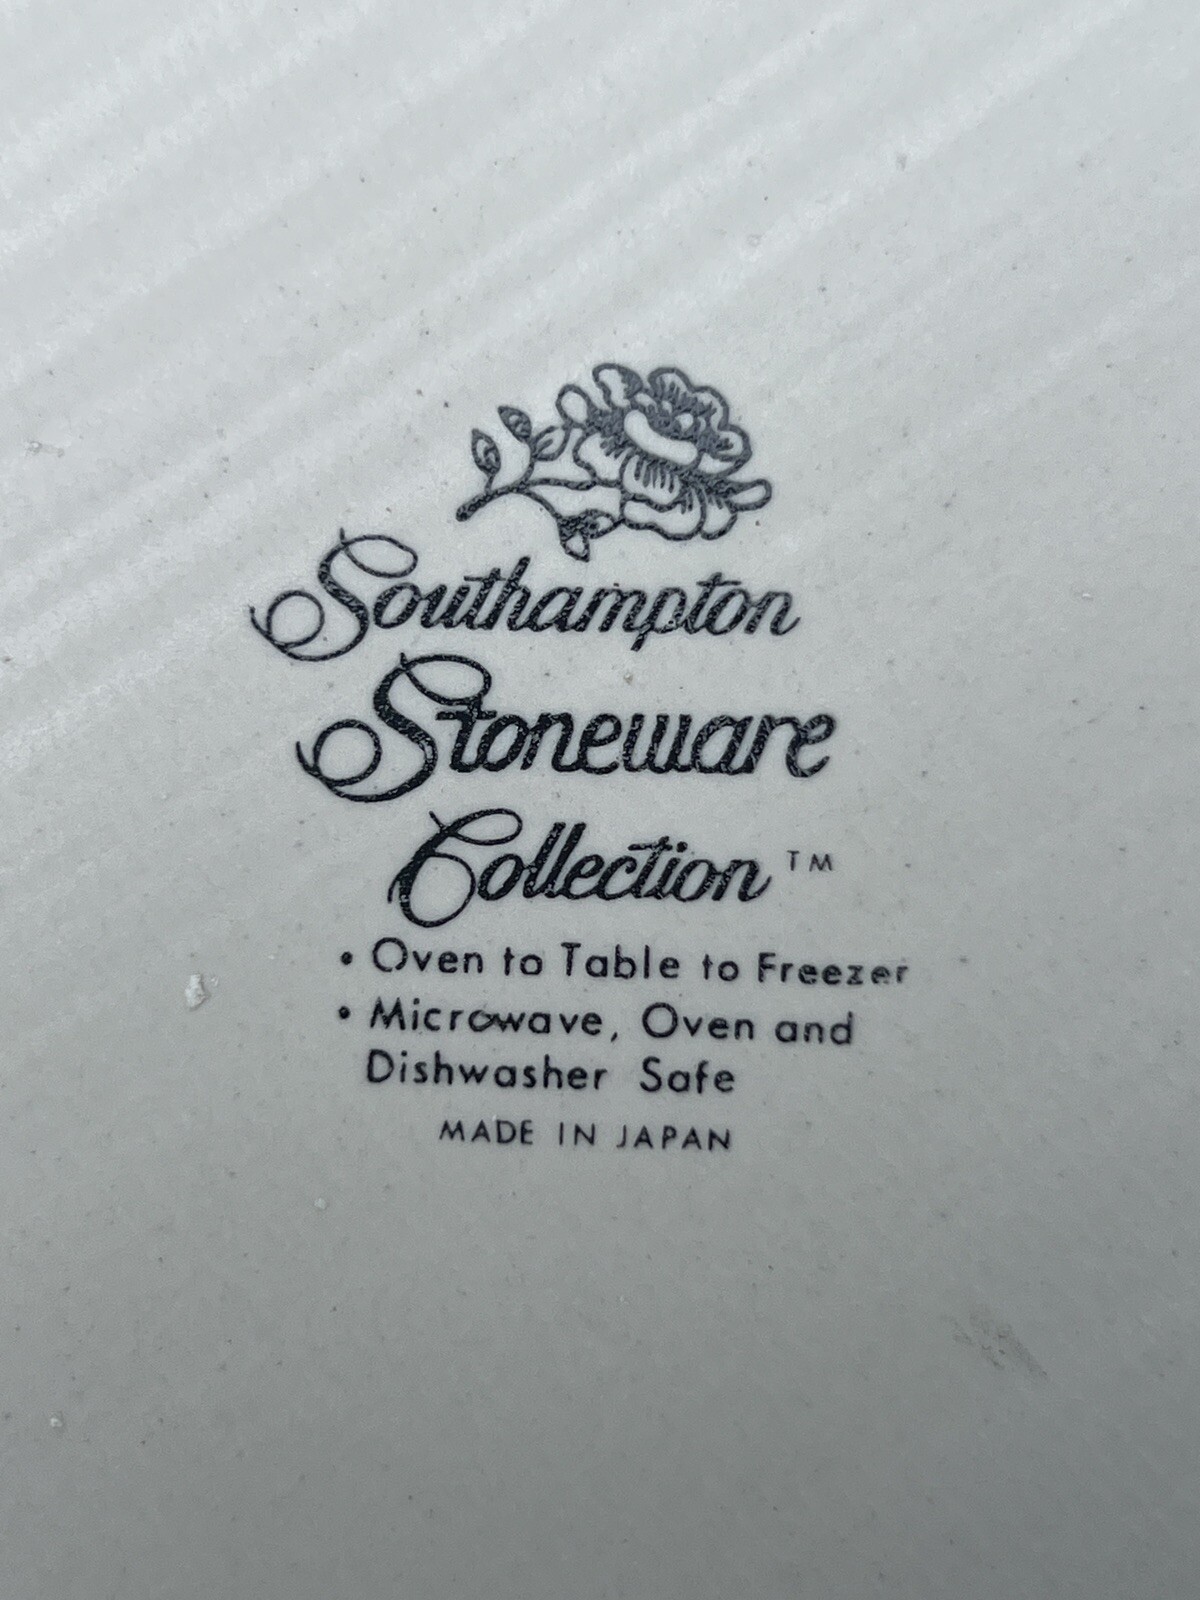 Southampton
Stoneware
Collection™
• Oven to Table to Freezer
• Microwave, Oven and
Dishwasher Safe
MADE IN JAPAN